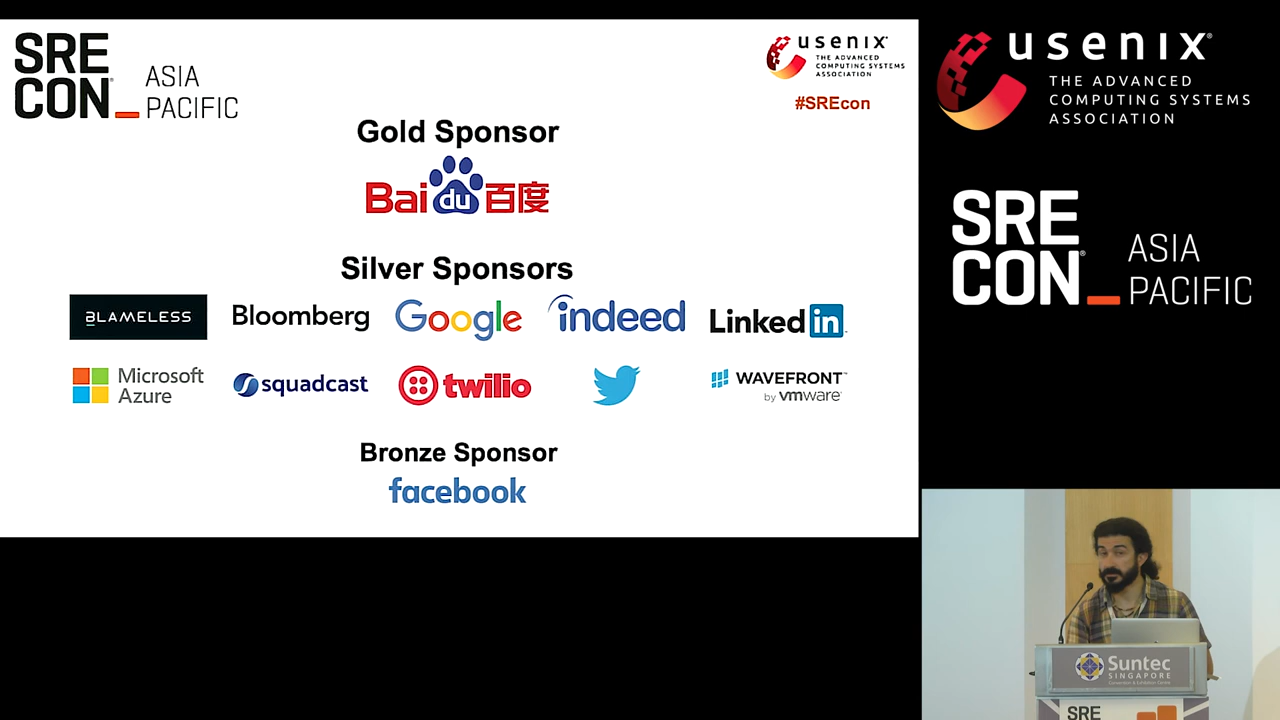 SRE
CON® ASIA
PACIFIC
usenix®
THE ADVANCED
COMPUTING SYSTEMS
ASSOCIATION
#SREcon
Gold Sponsor
Baidu百度
Silver Sponsors
BLAMELESS
Bloomberg
Google
indeed
LinkedIn
Microsoft
Azure
squadcast
twilio
WAVEFRONT™
by vmware®
Bronze Sponsor
facebook
usenix®
THE ADVANCED
COMPUTING SYSTEMS
ASSOCIATION
SRE
CON® ASIA
PACIFIC
Suntec
SINGAPORE
SRE